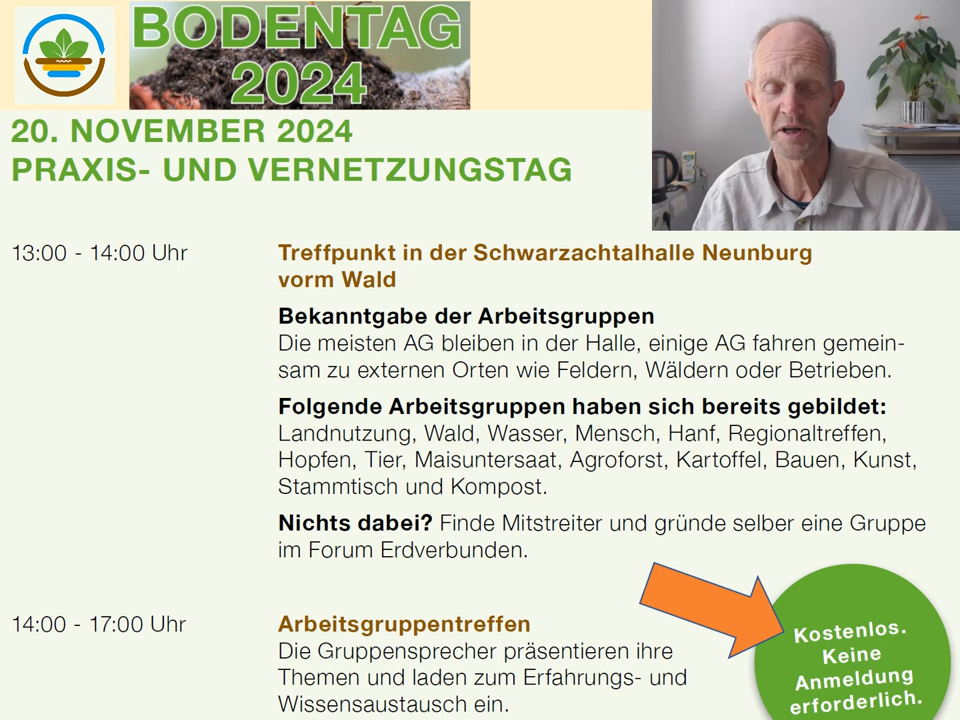 BODENTAG
2024
20. NOVEMBER 2024
PRAXIS- UND VERNETZUNGSTAG
13:00 - 14:00 Uhr
Treffpunkt in der Schwarzachtalhalle Neunburg
vorm Wald
Bekanntgabe der Arbeitsgruppen
Die meisten AG bleiben in der Halle, einige AG fahren gemein-
sam zu externen Orten wie Feldern, Wäldern oder Betrieben.
Folgende Arbeitsgruppen haben sich bereits gebildet:
Landnutzung, Wald, Wasser, Mensch, Hanf, Regionaltreffen,
Hopfen, Tier, Maisuntersaat, Agroforst, Kartoffel, Bauen, Kunst,
Stammtisch und Kompost.
Nichts dabei? Finde Mitstreiter und gründe selber eine Gruppe
im Forum Erdverbunden.
14:00 - 17:00 Uhr
Arbeitsgruppentreffen
Die Gruppensprecher präsentieren ihre
Themen und laden zum Erfahrungs- und
Wissensaustausch ein.
Kostenlos.
Keine
Anmeldung
erforderlich.